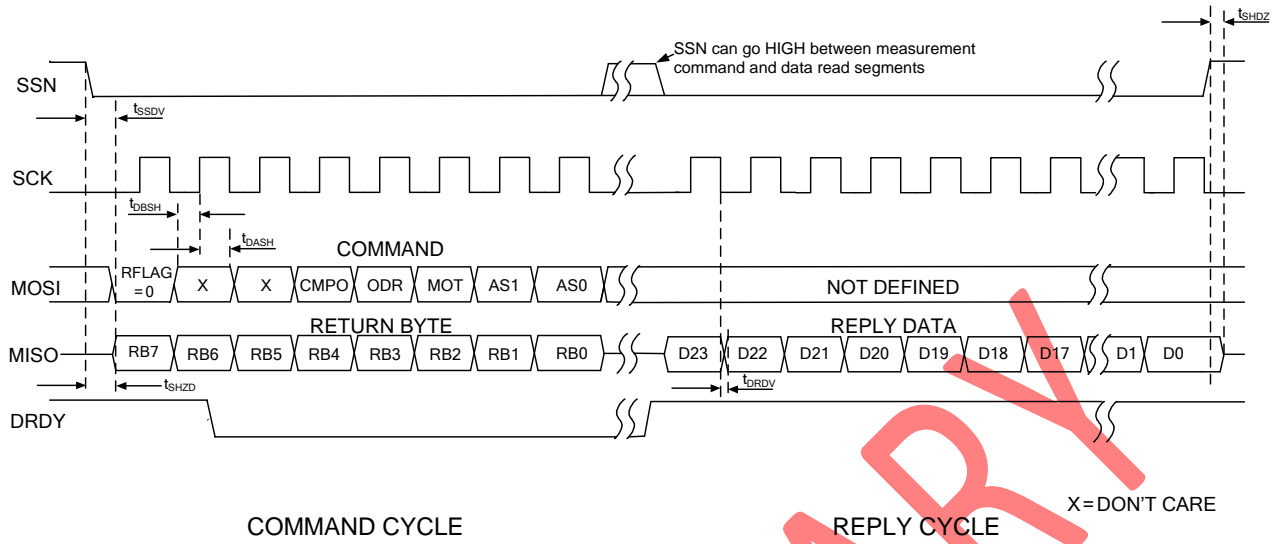 tSHDZ
SSN can go HIGH between measurement
command and data read segments
SSN
tSSDV
SCK
tDBSH
tDASH
COMMAND
MOSI
RFLAG
= 0
X
X
CMPO
ODR
MOT
AS1
AS0
NOT DEFINED
RETURN BYTE
REPLY DATA
MISO
RB7
RB6
RB5
RB4
RB3
RB2
RB1
RB0
D23
D22
D21
D20
D19
D18
D17
D1
D0
tSHZD
tDRDV
DRDY
X=DON'T CARE
COMMAND CYCLE
REPLY CYCLE
ARY